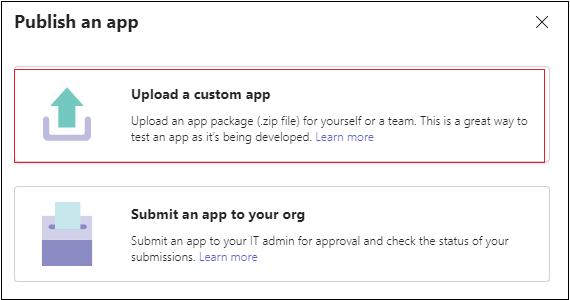 Publish an app
Upload a custom app
Upload an app package (.zip file) for yourself or a team. This is a great way to
test an app as it's being developed. Learn more
Submit an app to your org
Submit an app to your IT admin for approval and check the status of your
submissions. Learn more